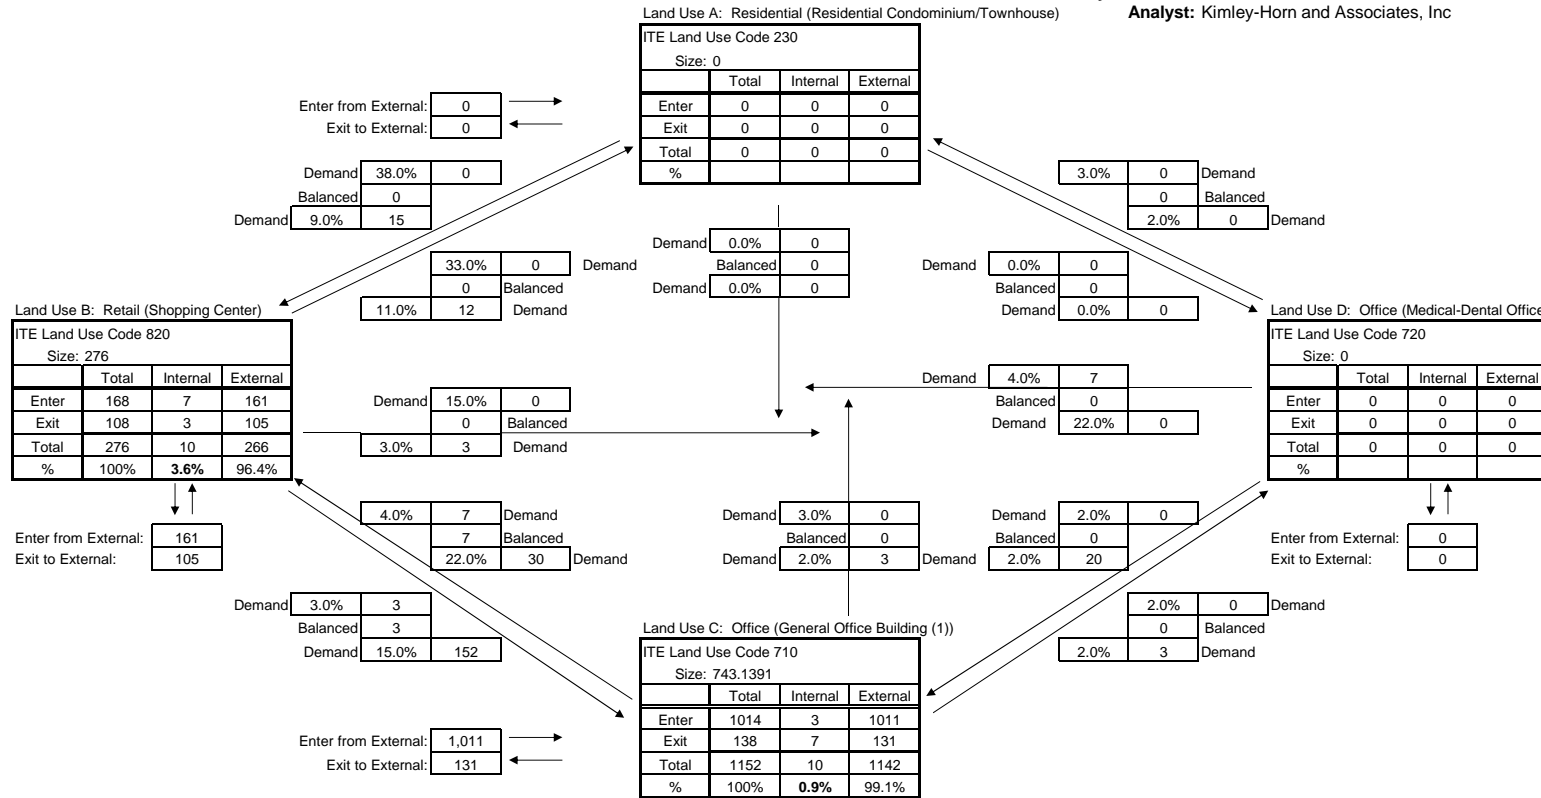 Land Use A: Residential (Residential Condominium/Townhouse)
Analyst: Kimley-Horn and Associates, Inc
ITE Land Use Code 230
Size: 0
Total Internal External
Enter 0 0 0
Exit 0 0 0
Total 0 0 0
%
Enter from External: 0
Exit to External: 0
Demand 38.0% 0
Balanced 0
Demand 9.0% 15
3.0% 0 Demand
0 Balanced
2.0% 0 Demand
Demand 0.0% 0
Balanced 0
Demand 0.0% 0
33.0% 0 Demand
0 Balanced
11.0% 12 Demand
Demand 0.0% 0
Balanced 0
Demand 0.0% 0
Land Use B: Retail (Shopping Center)
ITE Land Use Code 820
Size: 276
Total Internal External
Enter 168 7 161
Exit 108 3 105
Total 276 10 266
% 100% 3.6% 96.4%
Land Use D: Office (Medical-Dental Office
ITE Land Use Code 720
Size: 0
Total Internal External
Enter 0 0 0
Exit 0 0 0
Total 0 0 0
%
Demand 15.0% 0
0 Balanced
3.0% 3 Demand
Demand 4.0% 7
Balanced 0
Demand 22.0% 0
Enter from External: 161
Exit to External: 105
4.0% 7 Demand
7 Balanced
22.0% 30 Demand
Demand 3.0% 0
Balanced 0
Demand 2.0% 3
Demand 2.0% 0
Balanced 0
Demand 2.0% 20
Enter from External: 0
Exit to External: 0
Demand 3.0% 3
Balanced 3
Demand 15.0% 152
2.0% 0 Demand
0 Balanced
2.0% 3 Demand
Land Use C: Office (General Office Building (1))
ITE Land Use Code 710
Size: 743.1391
Total Internal External
Enter 1014 3 1011
Exit 138 7 131
Total 1152 10 1142
% 100% 0.9% 99.1%
Enter from External: 1,011
Exit to External: 131